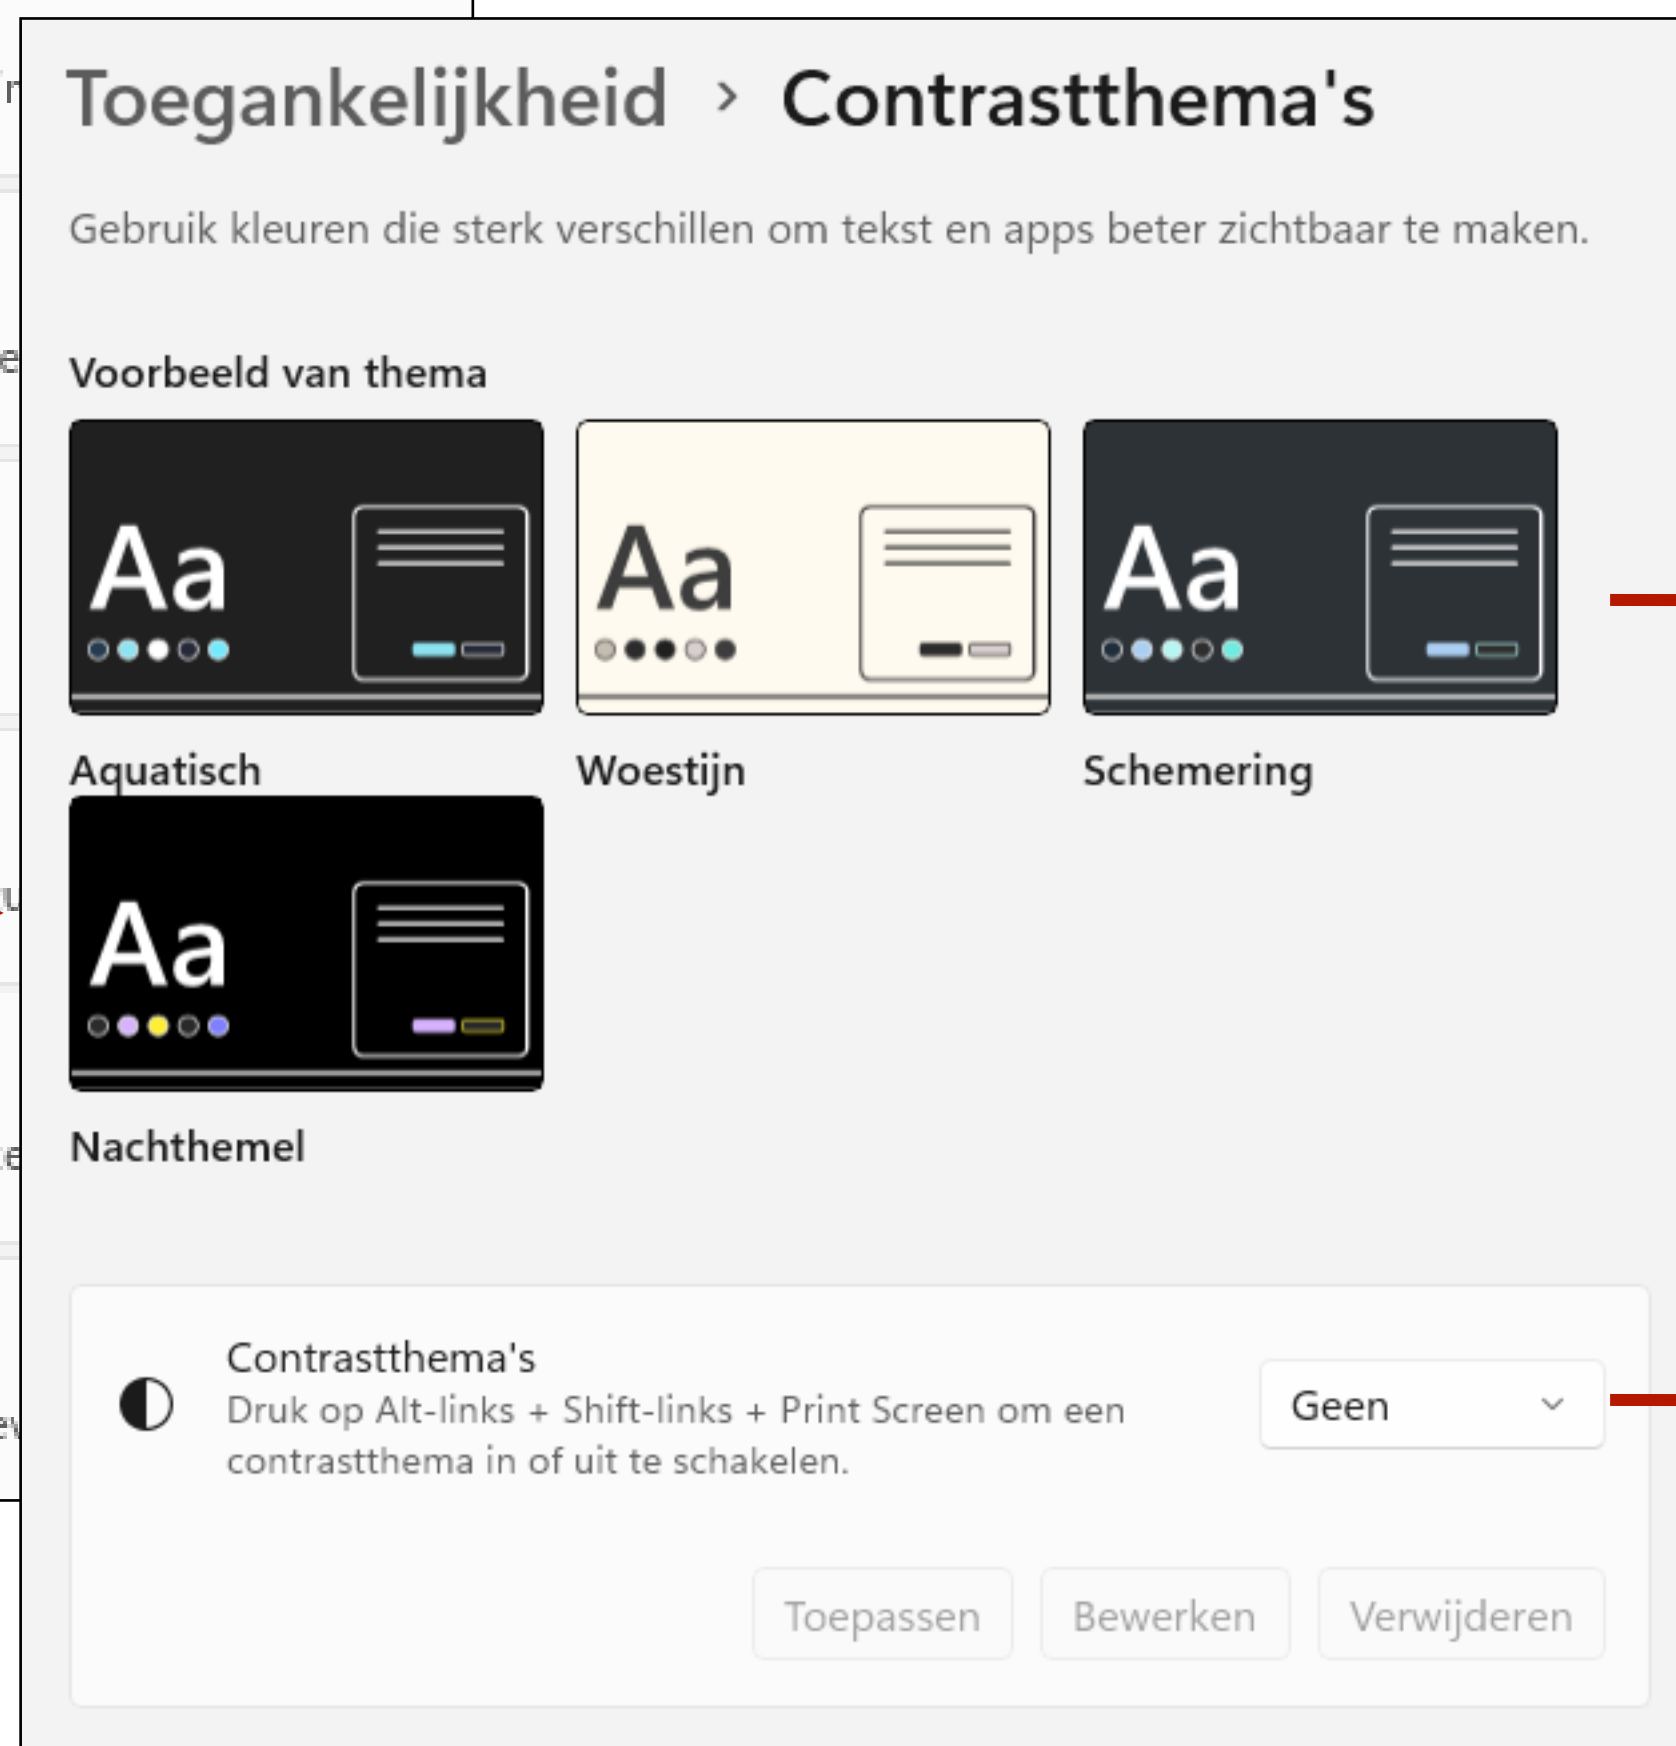 Toegankelijkheid › Contrastthema's
Gebruik kleuren die sterk verschillen om tekst en apps beter zichtbaar te maken.
Voorbeeld van thema
Aa
Aa
Aa
Aquatisch
Woestijn
Schemering
Aa
Nachthemel
Contrastthema's
Druk op Alt-links + Shift-links + Print Screen om een
contrastthema in of uit te schakelen.
Geen
Toepassen
Bewerken
Verwijderen